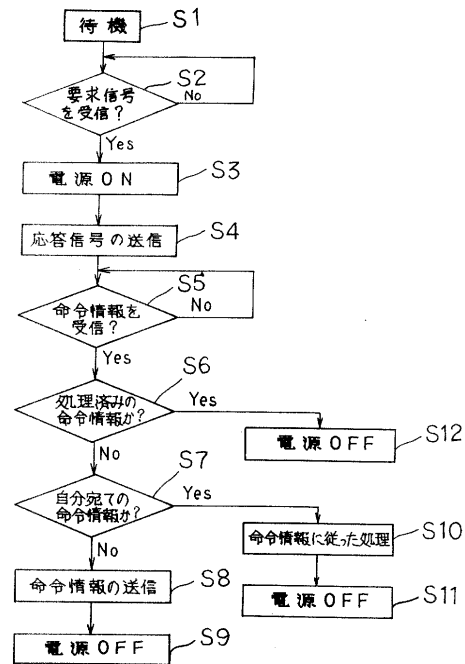 待機
S1
要求信号
を受信?
S2
No
Yes
電源ON
S3
応答信号の送信
S4
命令情報を
受信?
S5
No
Yes
処理済みの
命令情報か?
S6
Yes
No
電源OFF
S12
自分宛ての
命令情報か?
S7
Yes
No
命令情報に従った処理
S10
命令情報の送信
S8
電源OFF
S11
電源OFF
S9